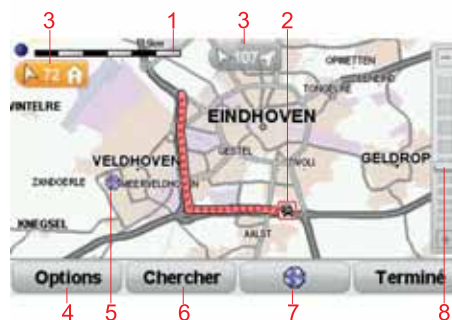 3
1
3
2
72
107
OPWETTEN
TONGELRE
WINTELRE
EINDHOVEN
GESTEL
TIVOLI
VELDHOVEN
GELDROP
ZANDOERLE
MEERVELDHOVEN
KNEGSEL
AALST
Options
Chercher
Terminé
4
5
6
7
8